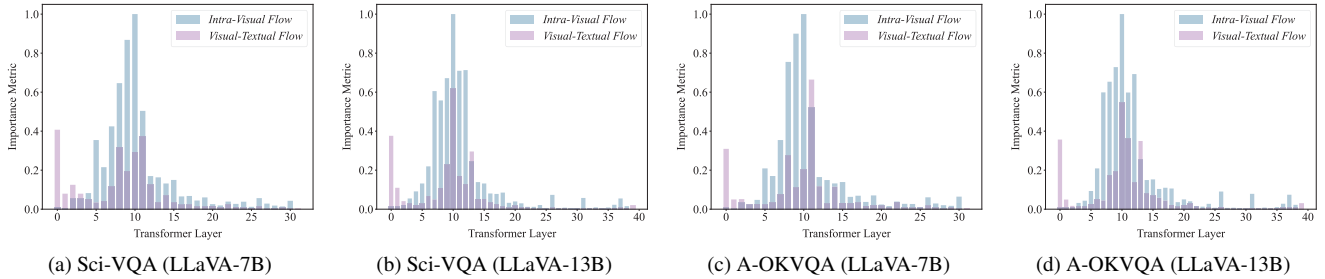 Intra-Visual Flow
Visual-Textual Flow
Importance Metric
1.0
0.8
0.6
0.4
0.2
0.0
0 5 10 15 20 25 30
Transformer Layer
(a) Sci-VQA (LLaVA-7B)
Intra-Visual Flow
Visual-Textual Flow
Importance Metric
1.0
0.8
0.6
0.4
0.2
0.0
0 5 10 15 20 25 30 35 40
Transformer Layer
(b) Sci-VQA (LLaVA-13B)
Intra-Visual Flow
Visual-Textual Flow
Importance Metric
1.0
0.8
0.6
0.4
0.2
0.0
0 5 10 15 20 25 30
Transformer Layer
(c) A-OKVQA (LLaVA-7B)
Intra-Visual Flow
Visual-Textual Flow
Importance Metric
1.0
0.8
0.6
0.4
0.2
0.0
0 5 10 15 20 25 30 35 40
Transformer Layer
(d) A-OKVQA (LLaVA-13B)